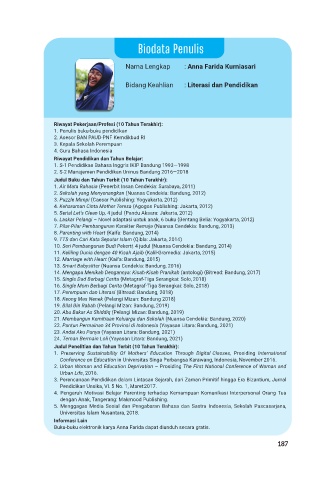 Biodata Penulis
Nama Lengkap : Anna Farida Kurniasari
Bidang Keahlian : Literasi dan Pendidikan
Riwayat Pekerjaan/Profesi (10 Tahun Terakhir):
1. Penulis buku-buku pendidikan
2. Asesor BAN PAUD-PNF Kemdikbud RI
3. Kepala Sekolah Perempuan
4. Guru Bahasa Indonesia
Riwayat Pendidikan dan Tahun Belajar:
1. S-1 Pendidikan Bahasa Inggris IKIP Bandung 1993—1998
2. S-2 Manajemen Pendidikan Uninus Bandung 2016—2018
Judul Buku dan Tahun Terbit (10 Tahun Terakhir):
1. Air Mata Rahasia (Penerbit Insan Cendekia: Surabaya, 2011)
2. Sekolah yang Menyenangkan (Nuansa Cendekia: Bandung, 2012)
3. Puzzle Mimpi (Caesar Publishing: Yogyakarta, 2012)
4. Keharuman Cinta Mother Teresa (Agogos Publishing: Jakarta, 2012)
5. Serial Let's Clean Up, 4 judul (Pandu Aksara: Jakarta, 2012)
6. Laskar Pelangi — Novel adaptasi untuk anak, 6 buku (Bentang Belia: Yogyakarta, 2012)
7. Pilar-Pilar Pembangunan Karakter Remaja (Nuansa Cendekia: Bandung, 2013)
8. Parenting with Heart (Kaifa: Bandung, 2014)
9. TTS dan Cari Kata Seputar Islam (Qibla: Jakarta, 2014)
10. Seri Pembangunan Budi Pekerti, 4 judul (Nuansa Cendekia: Bandung, 2014)
11. Keliling Dunia dengan 48 Kisah Ajaib (Kalil-Gramedia: Jakarta, 2015)
12. Marriage with Heart (Kaifa: Bandung, 2015)
13. Smart Babysitter (Nuansa Cendekia: Bandung, 2016)
14. Mengapa Menikah Dengannya: Kisah-Kisah Pranikah (antologi) (Bitread: Bandung, 2017)
15. Single Dad Berbagi Cerita (Metagraf-Tiga Serangkai: Solo, 2018)
16. Single Mom Berbagi Cerita (Metagraf-Tiga Serangkai: Solo, 2018)
17. Perempuan dan Literasi (Bitread: Bandung, 2018)
18. Keong Mas Nenek (Pelangi Mizan: Bandung 2018)
19. Bilal bin Rabah (Pelangi Mizan: Bandung, 2019)
20. Abu Bakar As Shiddiq (Pelangi Mizan: Bandung, 2019)
21. Membangun Kemitraan Keluarga dan Sekolah (Nuansa Cendekia: Bandung, 2020)
22. Pantun Permainan 34 Provinsi di Indonesia (Yayasan Litara: Bandung, 2021)
23. Andai Aku Punya (Yayasan Litara: Bandung, 2021)
24. Teman Bermain Loli (Yayasan Litara: Bandung, 2021)
Judul Penelitian dan Tahun Terbit (10 Tahun Terakhir):
1. Preserving Sustainability Of Mothers' Education Through Digital Classes, Providing International
Conference on Education in Universitas Singa Perbangsa Karawang, Indonesia, November 2016.
2. Urban Woman and Education Deprivation — Prosiding The First National Conference of Woman and
Urban Life, 2016.
3. Perencanaan Pendidikan dalam Lintasan Sejarah, dari Zaman Primitif hingga Era Bizantium, Jurnal
Pendidikan Unsika, Vl. 5 No. 1, Maret 2017.
4. Pengaruh Motivasi Belajar Parenting terhadap Kemampuan Komunikasi Interpersonal Orang Tua
dengan Anak, Tangerang: Makmood Publishing.
5. Menggagas Media Sosial dan Pengajaran Bahasa dan Sastra Indonesia, Sekolah Pascasarjana,
Universitas Islam Nusantara, 2018.
Informasi Lain
Buku-buku elektronik karya Anna Farida dapat diunduh secara gratis.
187